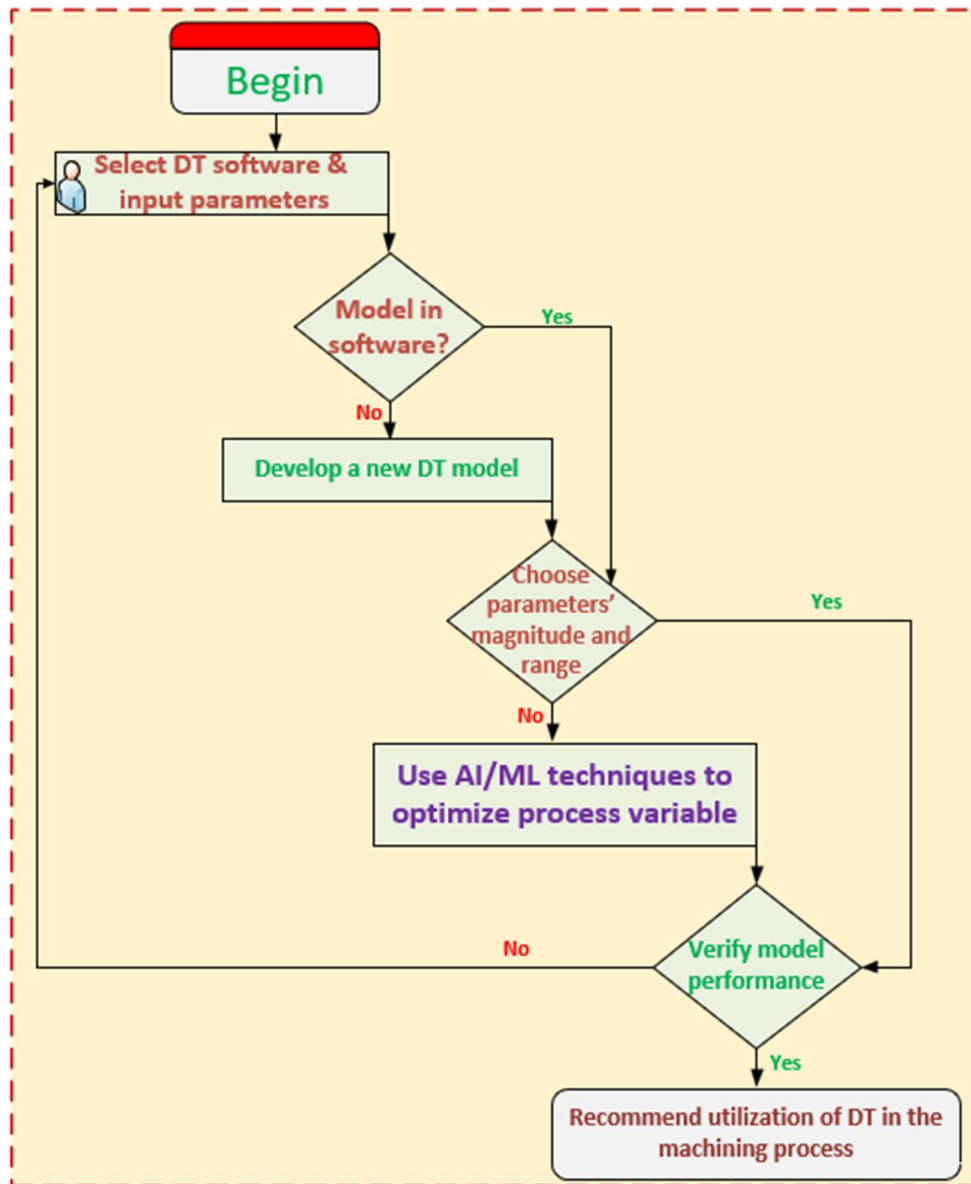 Begin
Select DT software &
input parameters
Model in
software?
Yes
No
Develop a new DT model
Choose
parameters’
magnitude and
range
Yes
No
Use AI/ML techniques to
optimize process variable
Verify model
performance
No
Yes
Recommend utilization of DT in the
machining process